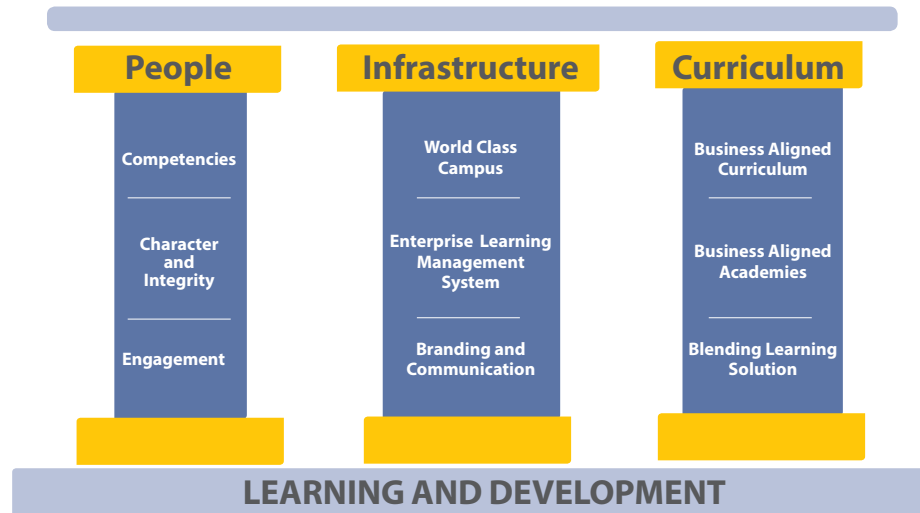 People
Competencies
Character
and
Integrity
Engagement
Infrastructure
World Class
Campus
Enterprise Learning
Management
System
Branding and
Communication
Curriculum
Business Aligned
Curriculum
Business Aligned
Academies
Blending Learning
Solution
LEARNING AND DEVELOPMENT